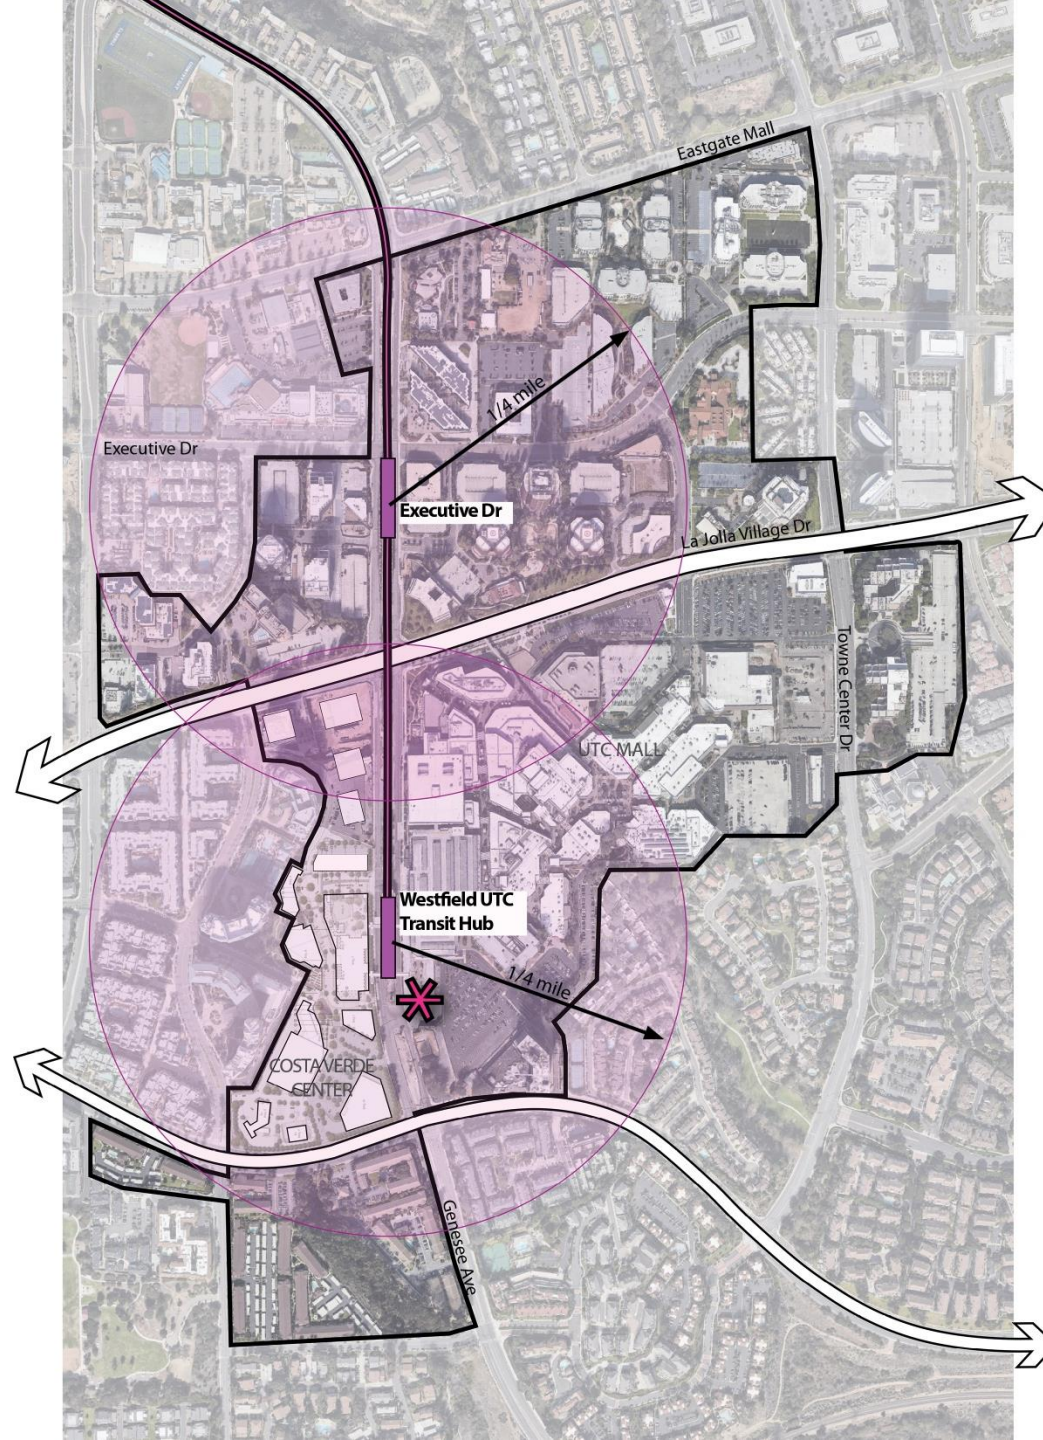 Eastgate Mall
1/4 mile
Executive Dr
Executive Dr
La Jolla Village Dr
Towne Center Dr
UTC MALL
Westfield UTC
Transit Hub
1/4 mile
COSTA VERDE
CENTER
Genesee Ave